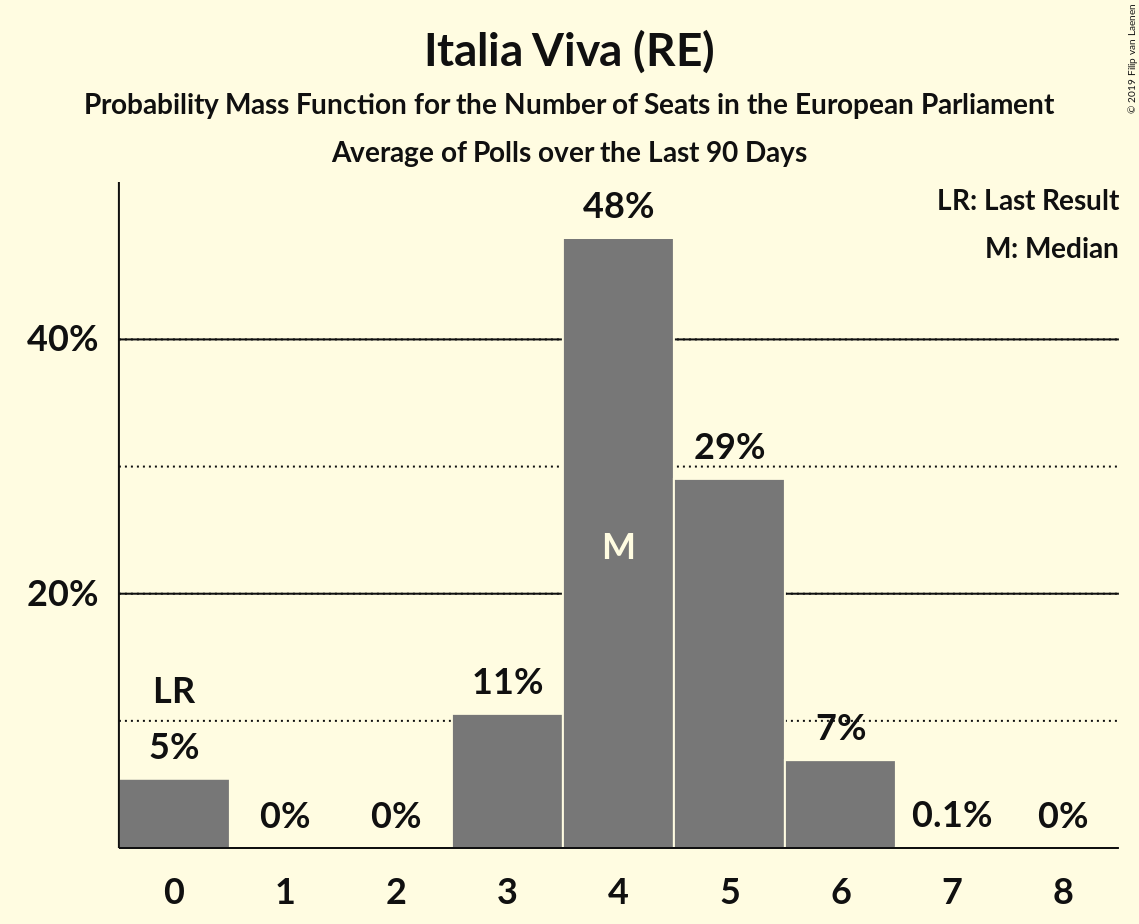 Italia Viva (RE)
Probability Mass Function for the Number of Seats in the European Parliament
Average of Polls over the Last 90 Days
© 2019 Filip van Laenen
LR: Last Result
M: Median
48%
40%
29%
M
20%
11%
LR
7%
5%
0%
0%
0.1%
0%
0 1 2 3 4 5 6 7 8